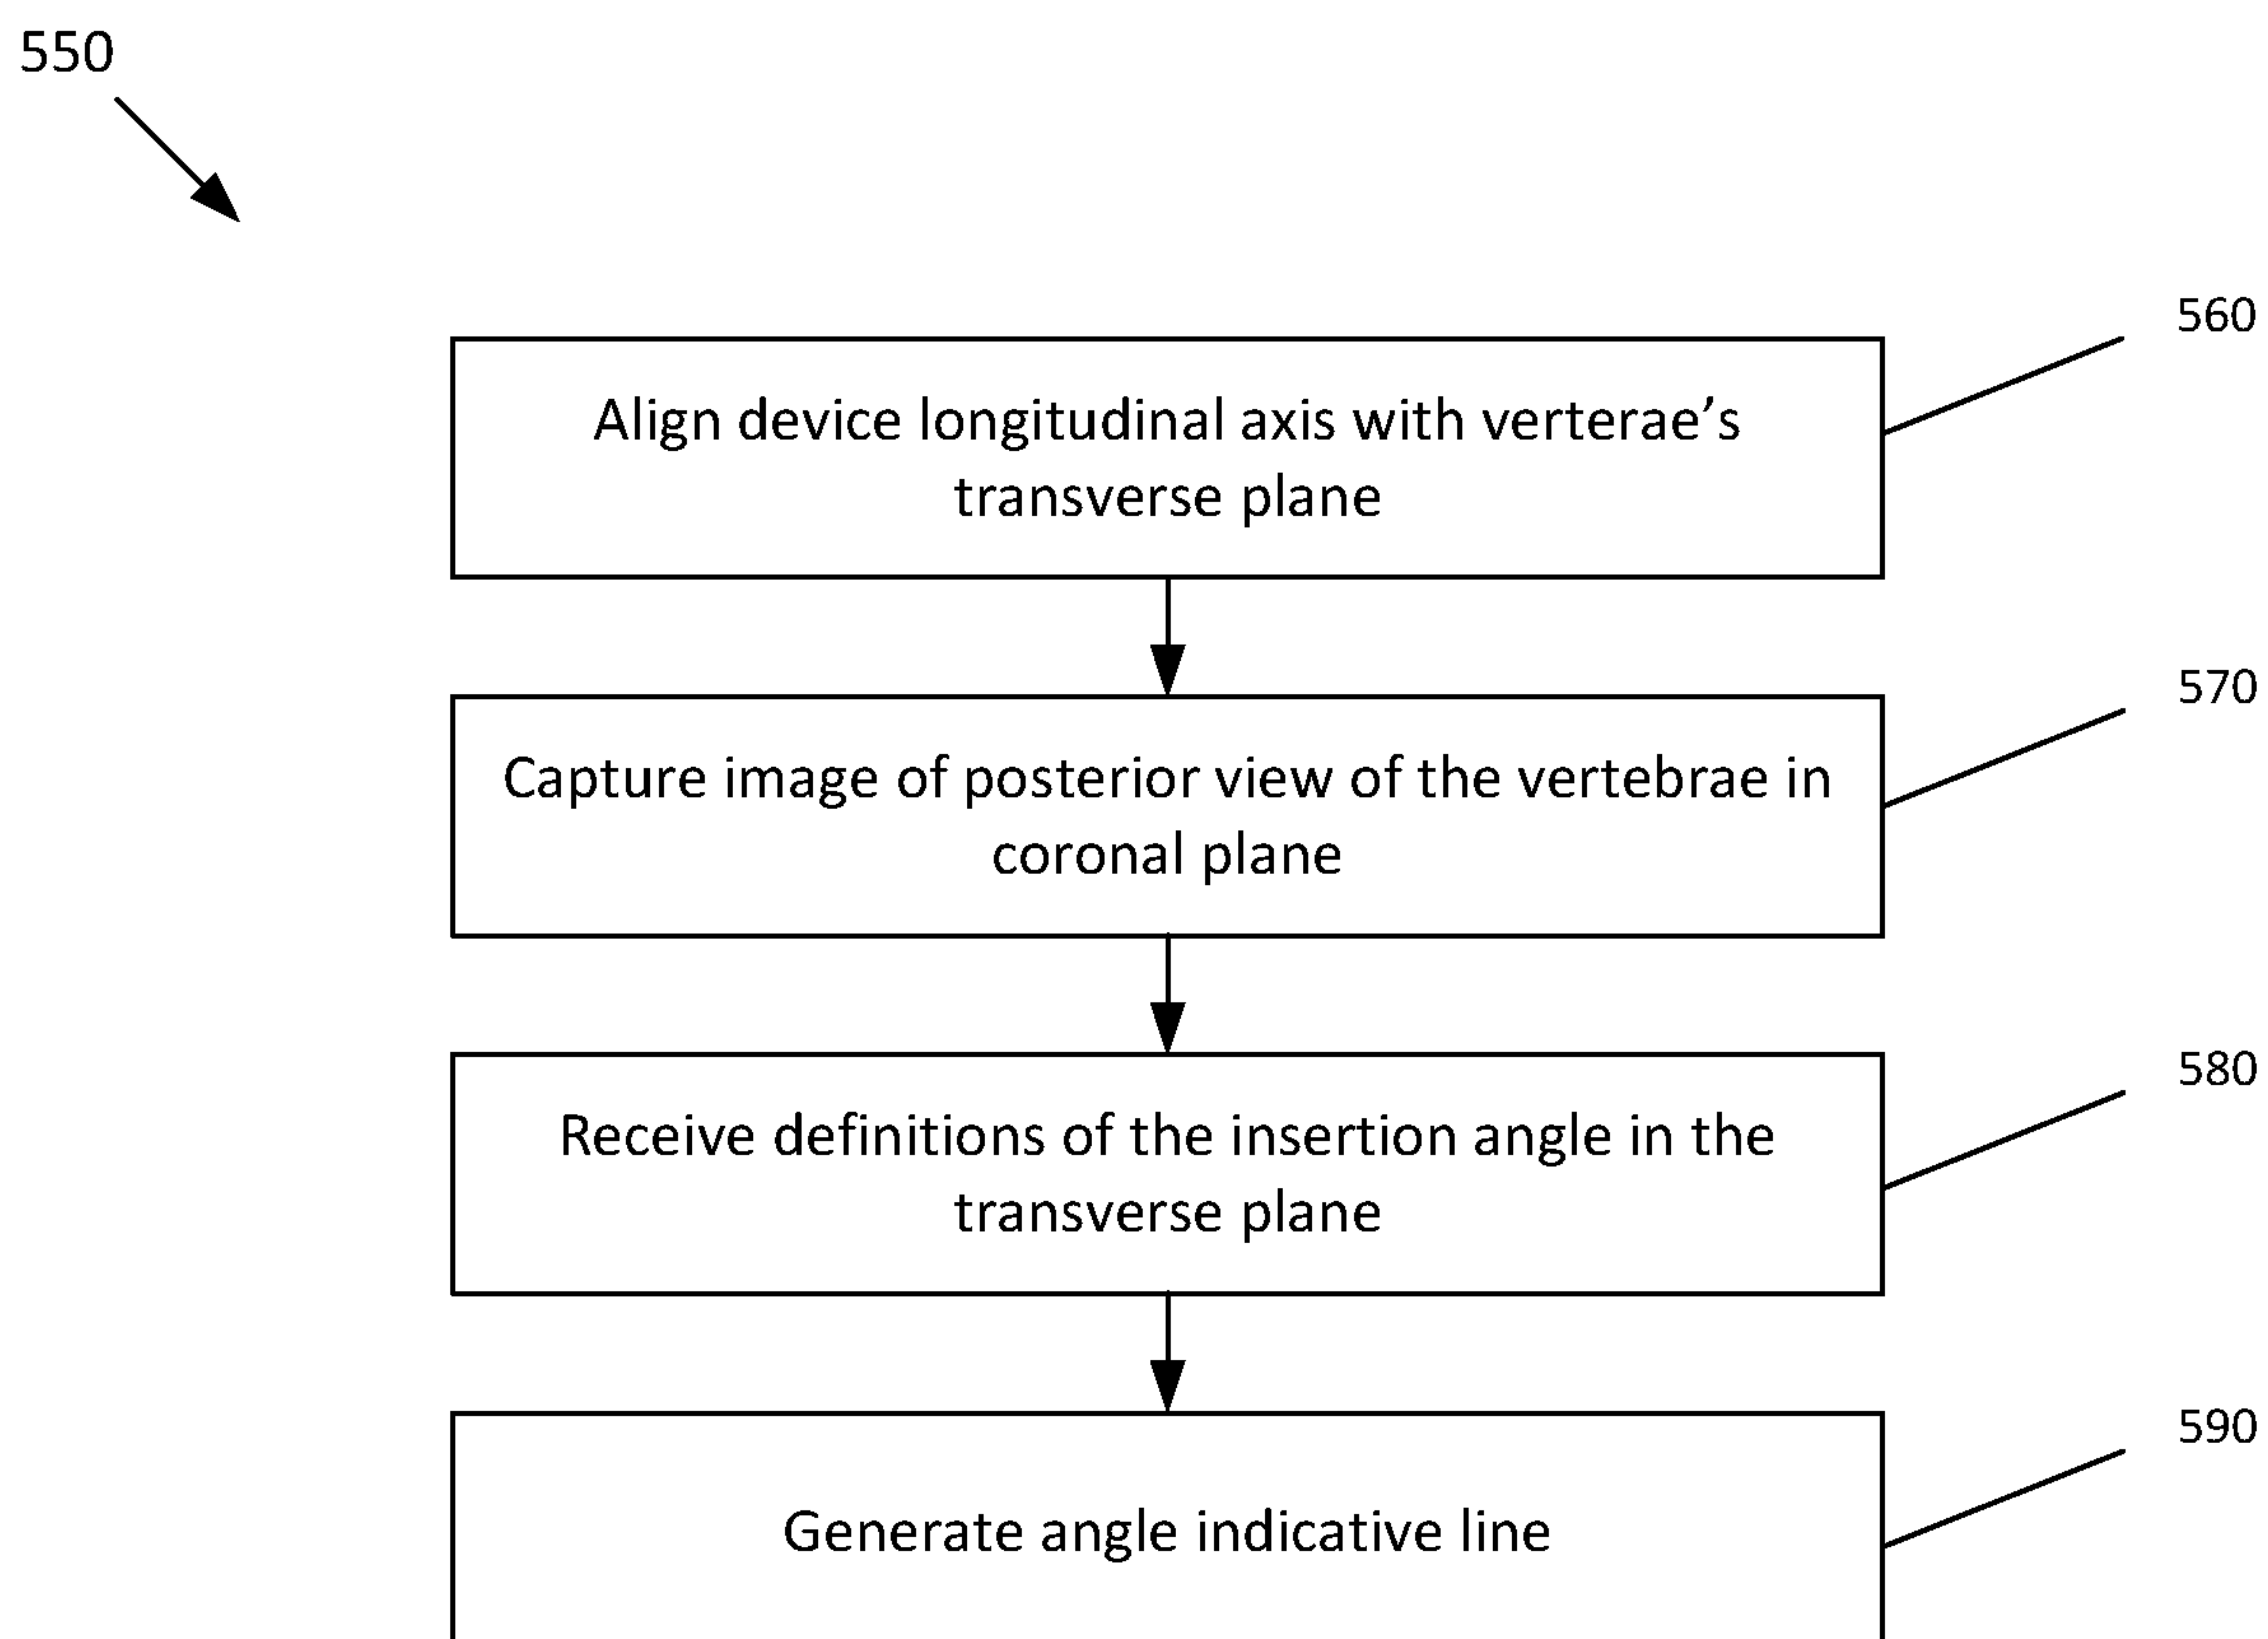 550
560
Align device longitudinal axis with verterae’s
transverse plane
570
Capture image of posterior view of the vertebrae in
coronal plane
580
Receive definitions of the insertion angle in the
transverse plane
590
Generate angle indicative line